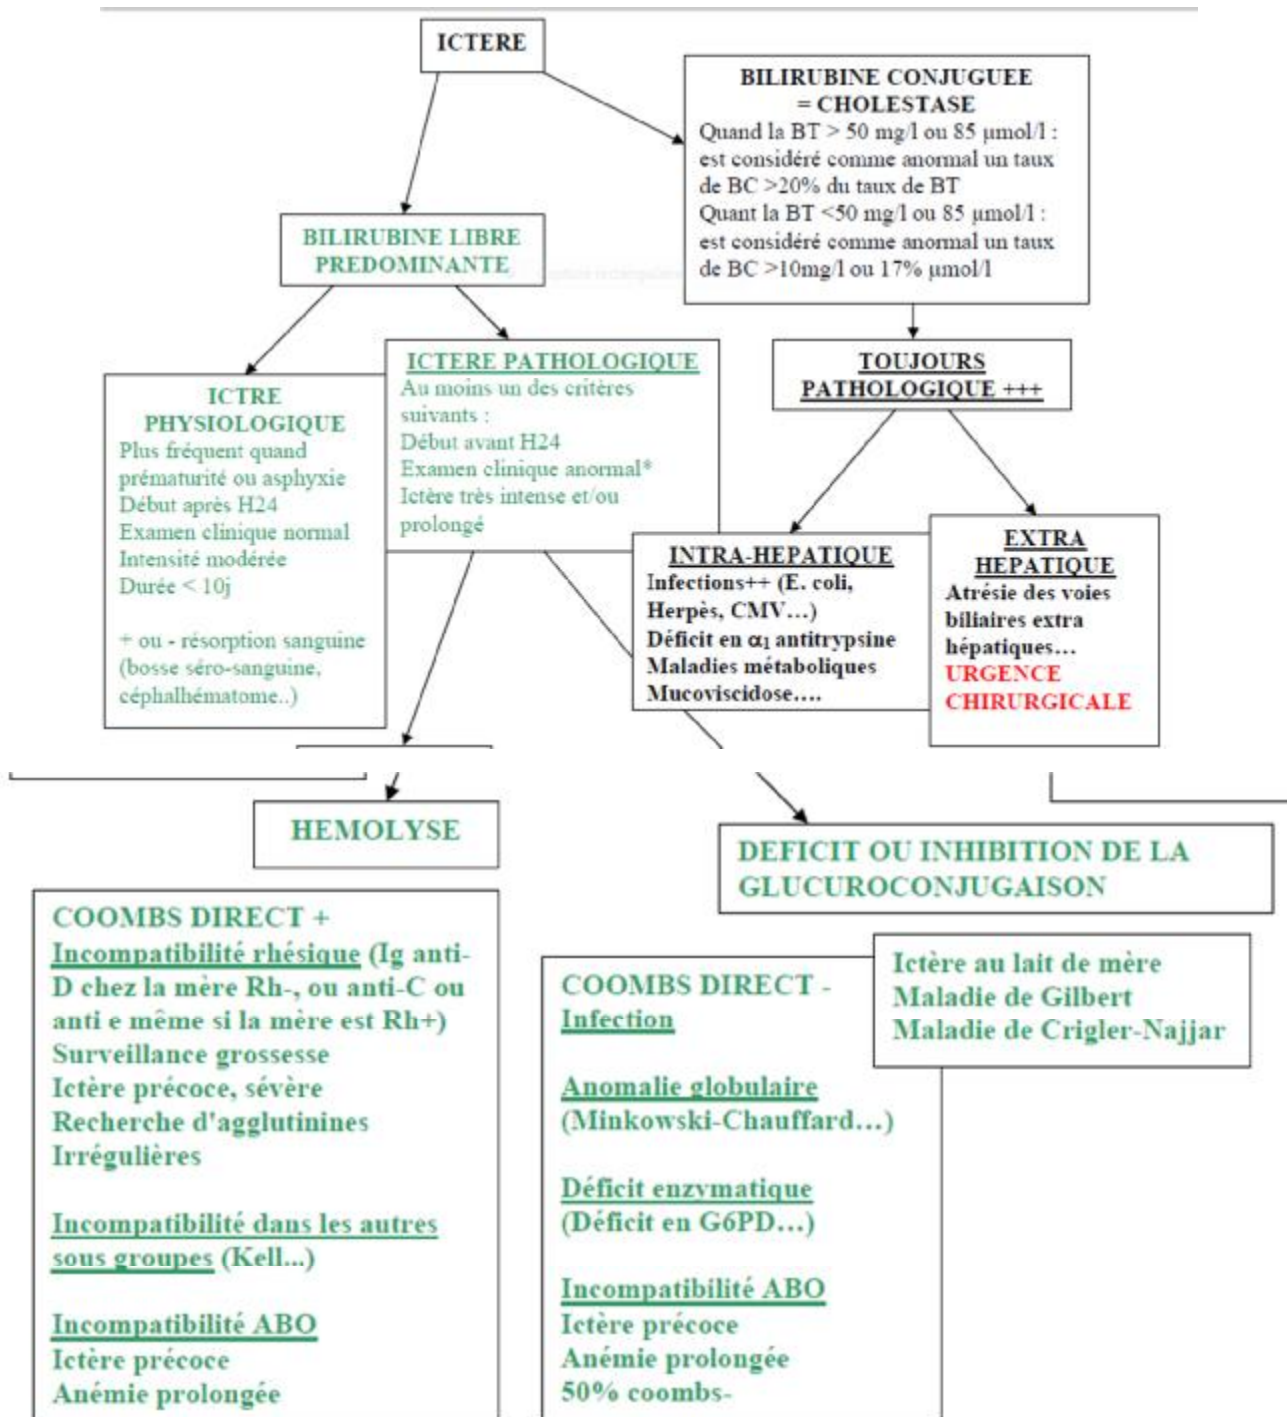 ICTERE
BILIRUBINE CONJUGUEE
= CHOLESTASE
Quand la BT > 50 mg/l ou 85 µmol/l :
est considéré comme anormal un taux
de BC >20% du taux de BT
Quant la BT <50 mg/l ou 85 µmol/l :
est considéré comme anormal un taux
de BC >10mg/l ou 17% µmol/l
BILIRUBINE LIBRE
PREDOMINANTE
ICTRE
PHYSIOLOGIQUE
Plus fréquent quand
prématurité ou asphyxie
Début après H24
Examen clinique normal
Intensité modérée
Durée < 10j
+ ou - résorption sanguine
(bosse séro-sanguine,
céphalhématome..)
ICTERE PATHOLOGIQUE
Au moins un des critères
suivants :
Début avant H24
Examen clinique anormal*
Ictère très intense et/ou
prolongé
TOUJOURS
PATHOLOGIQUE +++
INTRA-HEPATIQUE
Infections++ (E. coli,
Herpès, CMV…)
Déficit en α1 antitrypsine
Maladies métaboliques
Mucoviscidose….
EXTRA
HEPATIQUE
Atrésie des voies
biliaires extra
hépatiques…
URGENCE
CHIRURGICALE
HEMOLYSE
DEFICIT OU INHIBITION DE LA
GLUCUROCONJUGAISON
COOMBS DIRECT +
Incompatibilité rhésique (Ig anti-
D chez la mère Rh-, ou anti-C ou
anti e même si la mère est Rh+)
Surveillance grossesse
Ictère précoce, sévère
Recherche d'agglutinines
Irrégulières
Incompatibilité dans les autres
sous groupes (Kell...)
Incompatibilité ABO
Ictère précoce
Anémie prolongée
COOMBS DIRECT -
Infection
Anomalie globulaire
(Minkowski-Chauffard…)
Déficit enzymatique
(Déficit en G6PD…)
Incompatibilité ABO
Ictère précoce
Anémie prolongée
50% coombs-
Ictère au lait de mère
Maladie de Gilbert
Maladie de Crigler-Najjar